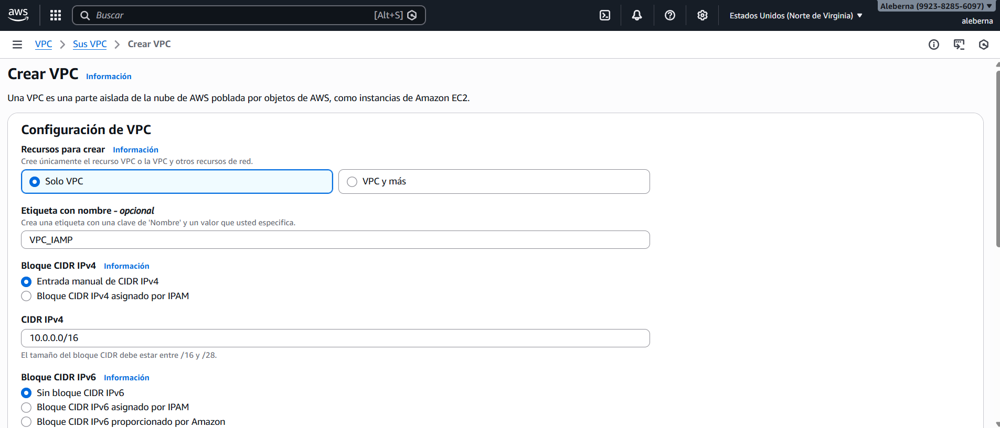 aws
Buscar [Alt+S]
Estados Unidos (Norte de Virginia) ▼
Aleberna (9923-8285-6097) ▼
aleberna
VPC > Sus VPC > Crear VPC
Crear VPC Información
Una VPC es una parte aislada de la nube de AWS poblada por objetos de AWS, como instancias de Amazon EC2.
Configuración de VPC
Recursos para crear Información
Cree únicamente el recurso VPC o la VPC y otros recursos de red.
Solo VPC
VPC y más
Etiqueta con nombre - opcional
Crea una etiqueta con una clave de 'Nombre' y un valor que usted especifica.
VPC_IAMP
Bloque CIDR IPv4 Información
Entrada manual de CIDR IPv4
Bloque CIDR IPv4 asignado por IPAM
CIDR IPv4
10.0.0.0/16
El tamaño del bloque CIDR debe estar entre /16 y /28.
Bloque CIDR IPv6 Información
Sin bloque CIDR IPv6
Bloque CIDR IPv6 asignado por IPAM
Bloque CIDR IPv6 proporcionado por Amazon